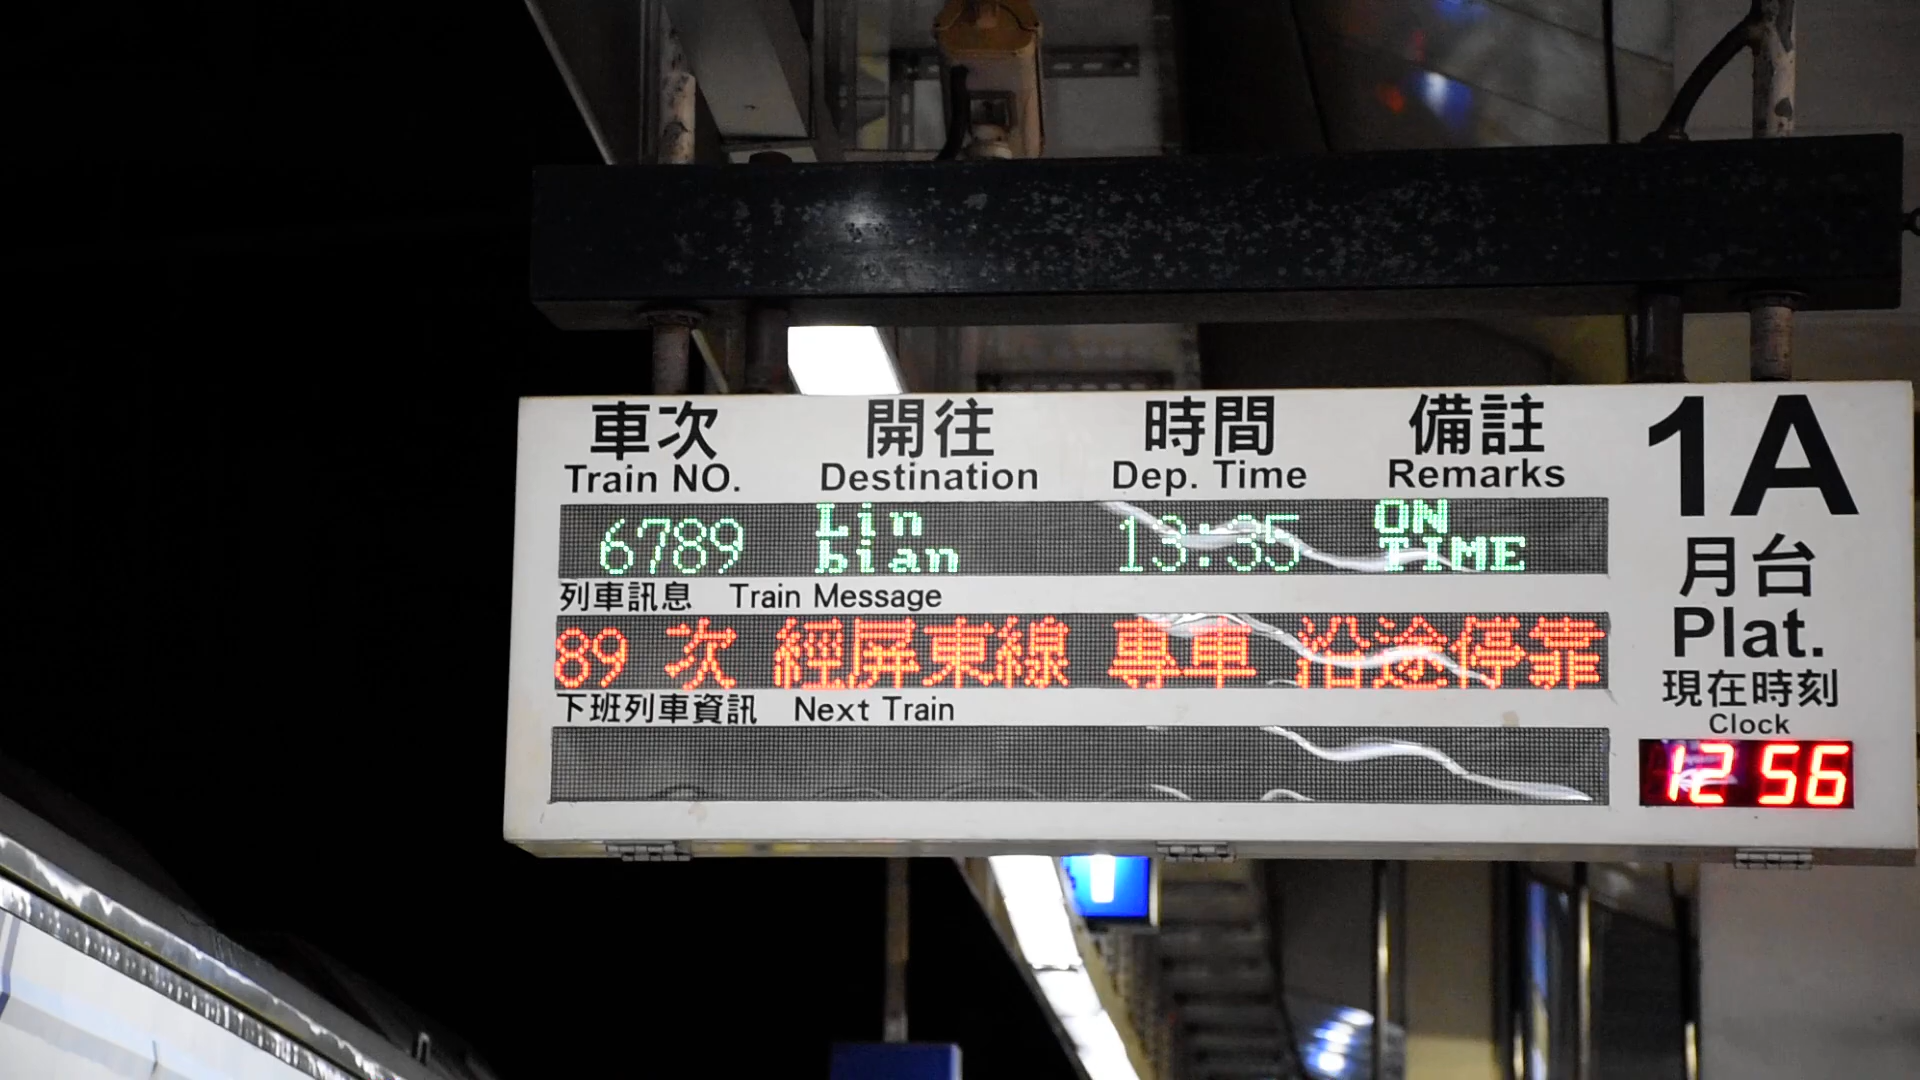 車次 開往 時間 備註 1A
Train NO. Destination Dep. Time Remarks
6789 Lin bian 13:35 ON TIME
月台
列車訊息 Train Message
Plat.
89 次 經屏東線 專車 沿途停靠
現在時刻
下班列車資訊 Next Train
Clock
12 56